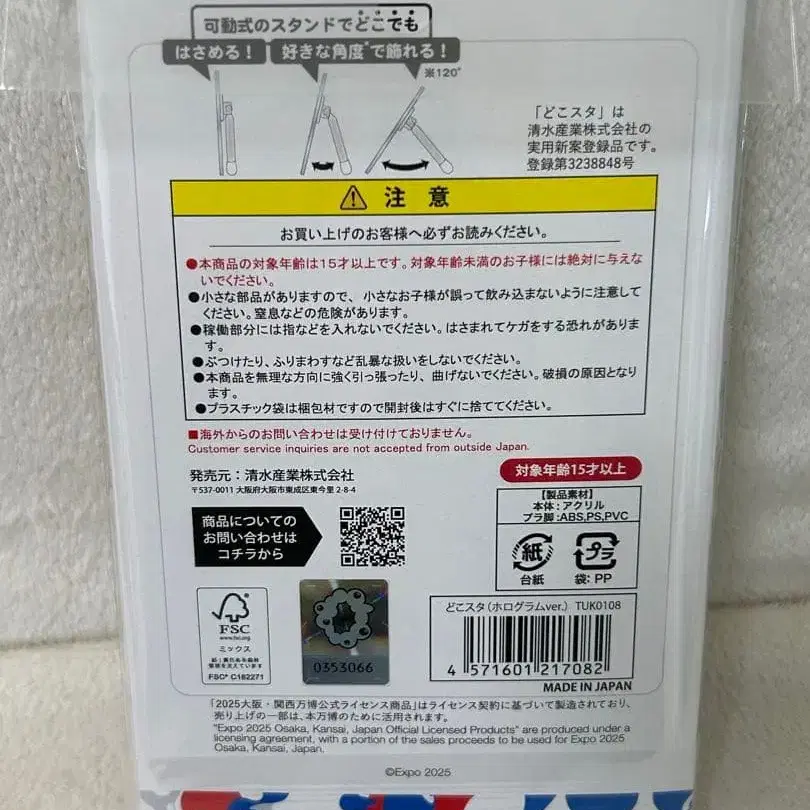 可動式のスタンドでどこでも
はさめる！
好きな角度*で飾れる！
※120°
「どこスタ」は
清水産業株式会社の
実用新案登録品です。
登録第3238848号
注 意
お買い上げのお客様へ必ずお読みください。
●本商品の対象年齢は15才以上です。対象年齢未満のお子様には絶対に与えな
いでください。
●小さな部品がありますので、小さなお子様が誤って飲み込まないように注意して
ください。窒息などの危険があります。
●稼働部分には指などを入れないでください。はさまれてケガをする恐れがありま
す。
●ぶつけたり、ふりまわすなど乱暴な扱いをしないでください。
●本商品を無理な方向に強く引っ張ったり、曲げないでください。破損の原因となり
ます。
●プラスチック袋は梱包材ですので開封後はすぐに捨ててください。
■海外からのお問い合わせは受け付けておりません。
Customer service inquiries are not accepted from outside Japan.
発売元：清水産業株式会社
〒537-0011 大阪府大阪市東成区東今里 2-8-4
対象年齢15才以上
【製品素材】
本体：アクリル
プラ脚：ABS,PS,PVC
商品についての
お問い合わせは
コチラから
紙
台紙
プラ
袋：PP
FSC
www.fsc.org
ミックス
紙｜責任ある森林
管理を支えています
FSC® C182271
0353066
どこスタ（ホログラムver.） TUK0108
4 571601 217082
MADE IN JAPAN
「2025大阪・関西万博公式ライセンス商品」はライセンス契約に基づいて製造されており、
売り上げの一部は、本万博のために活用されます。
"Expo 2025 Osaka, Kansai, Japan Official Licensed Products" are produced under a
licensing agreement, with a portion of the sales proceeds to be used for Expo 2025
Osaka, Kansai, Japan.
©Expo 2025